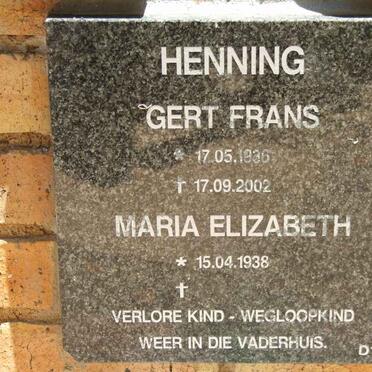 HENNING
GERT FRANS
* 17.05.1936
† 17.09.2002
MARIA ELIZABETH
* 15.04.1938
†
VERLORE KIND - WEGLOOPKIND
WEER IN DIE VADERHUIS.